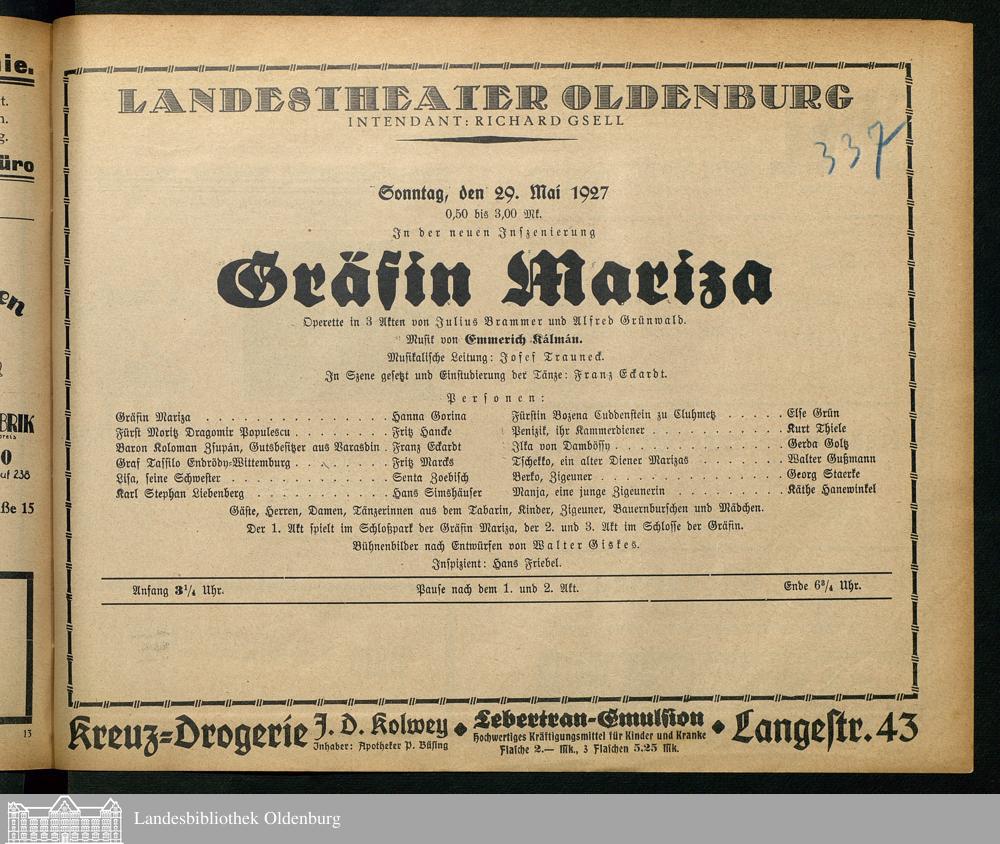 LANDESTHEATER OLDENBURG
INTENDANT: RICHARD GSELL
337
Sonntag, den 29. Mai 1927
0,50 bis 3,00 Mk.
In der neuen Inszenierung
Gräfin Mariza
Operette in 3 Akten von Julius Brammer und Alfred Grünwald.
Musik von Emmerich Kálmán.
Musikalische Leitung: Josef Trauneck.
In Szene gesetzt und Einstudierung der Tänze: Franz Eckardt.
Personen:
Gräfin Mariza . . . . . . . . . . . . . . Hanna Gorina
Fürst Moritz Dragomir Populescu . . . . . . . . Fritz Hancke
Baron Koloman Zsupán, Gutsbesitzer aus Varasdin . Franz Eckardt
Graf Tassilo Endrödy-Wittemburg . . . . . . . . Fritz Marcks
Lisa, seine Schwester . . . . . . . . . . . . Senta Zoebisch
Karl Stephan Liebenberg . . . . . . . . . . . Hans Simshäuser
Fürstin Bozena Cuddenstein zu Cluhmetz . . . . . . Else Grün
Penizik, ihr Kammerdiener . . . . . . . . . . . Kurt Thiele
Ilka von Dambössy . . . . . . . . . . . . . . Gerda Goltz
Tschekko, ein alter Diener Marizas . . . . . . . . Walter Gußmann
Berko, Zigeuner . . . . . . . . . . . . . . . Georg Staerke
Manja, eine junge Zigeunerin . . . . . . . . . . Käthe Hanewinkel
Gäste, Herren, Damen, Tänzerinnen aus dem Tabarin, Kinder, Zigeuner, Bauernburschen und Mädchen.
Der 1. Akt spielt im Schloßpark der Gräfin Mariza, der 2. und 3. Akt im Schlosse der Gräfin.
Bühnenbilder nach Entwürfen von Walter Giskes.
Inspizient: Hans Friebel.
Anfang 3¹/₄ Uhr. Pause nach dem 1. und 2. Akt. Ende 6³/₄ Uhr.
Kreuz-Drogerie J. D. Kolwey ◆ Lebertran-Emulsion ◆ Langestr. 43
Inhaber: Apotheker P. Büsing
Hochwertiges Kräftigungsmittel für Kinder und Kranke
Flasche 2.— Mk., 3 Flaschen 5.25 Mk.
üro
BRIK
238
ße 15
13
Landesbibliothek Oldenburg